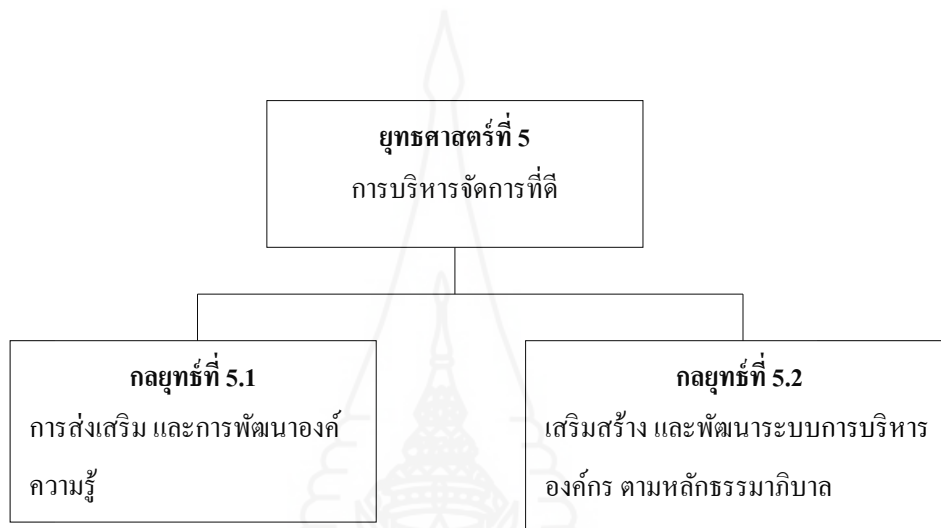 ยุทธศาสตร์ที่ 5
การบริหารจัดการที่ดี
กลยุทธ์ที่ 5.1
การส่งเสริม และการพัฒนาองค์
ความรู้
กลยุทธ์ที่ 5.2
เสริมสร้าง และพัฒนาระบบการบริหาร
องค์กร ตามหลักธรรมาภิบาล